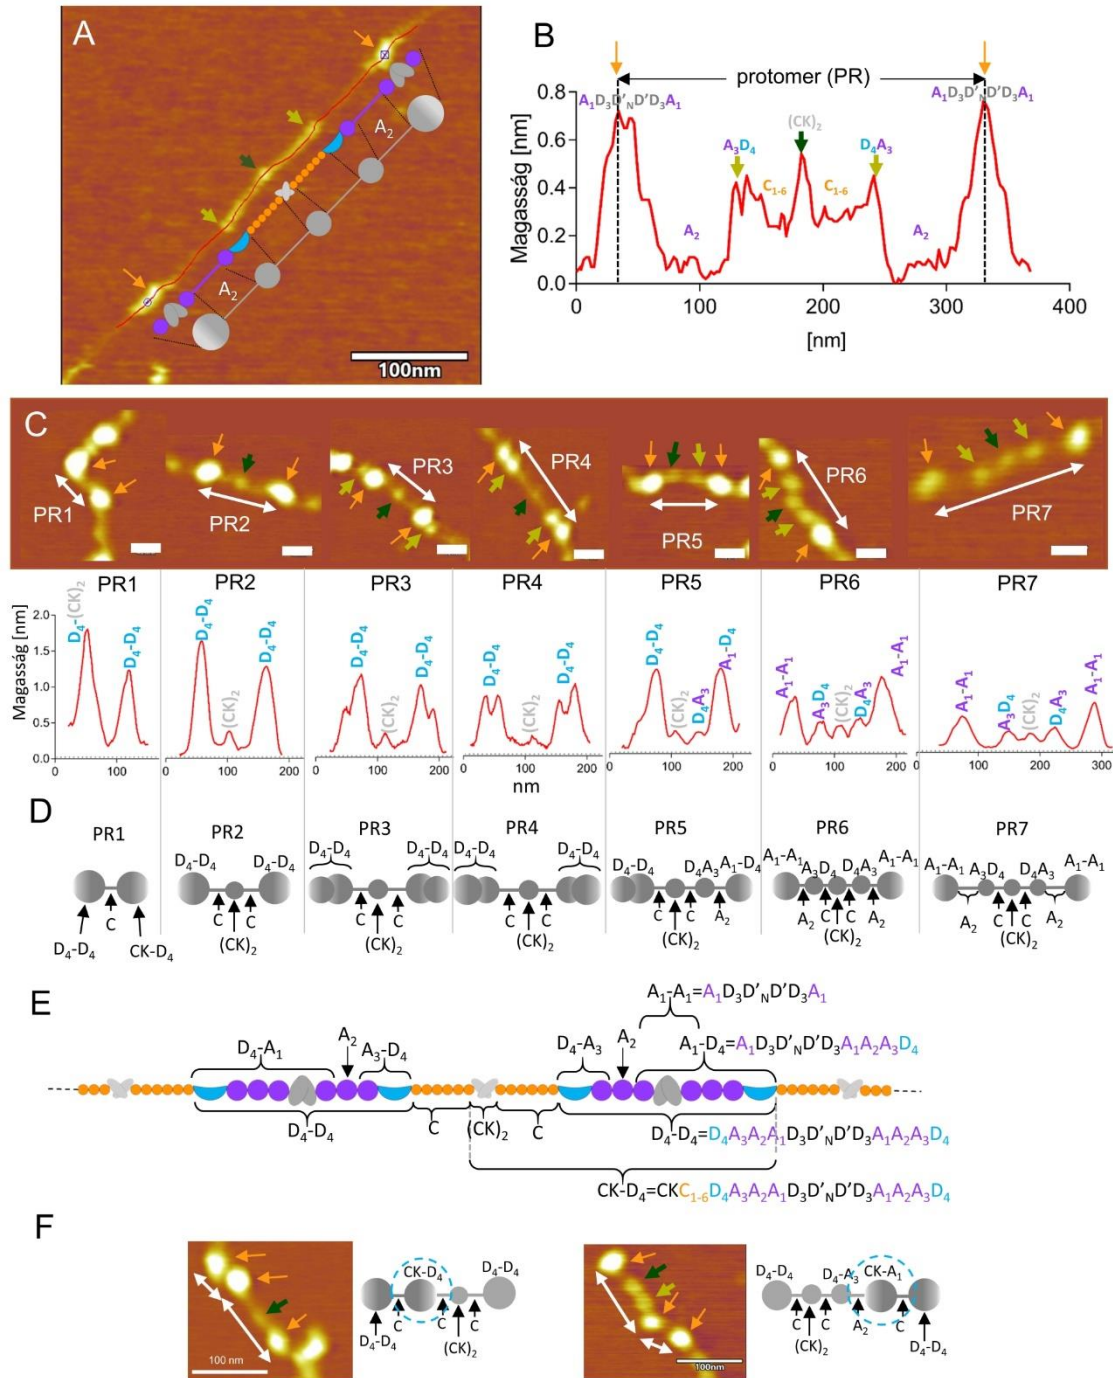 A
A₂
A₂
100nm
B
protomer (PR)
A₁D₃D'ₙD'D₃A₁
A₁D₃D'ₙD'D₃A₁
(CK)₂
A₃D₄
D₄A₃
C₁₋₆
C₁₋₆
A₂
A₂
Magasság [nm]
0.8
0.6
0.4
0.2
0.0
0 100 200 300 400
[nm]
C
PR1
PR2
PR3
PR4
PR5
PR6
PR7
PR1 PR2 PR3 PR4 PR5 PR6 PR7
Magasság [nm]
2.0
1.5
1.0
0.5
0.0
D₄-(CK)₂
D₄-D₄
D₄-D₄
(CK)₂
D₄-D₄
D₄-D₄
(CK)₂
D₄-D₄
D₄-D₄
(CK)₂
D₄-D₄
D₄-D₄
(CK)₂
D₄A₃
A₁-D₄
A₁-A₁
A₃D₄
(CK)₂
D₄A₃
A₁-A₁
A₁-A₁
A₃D₄
(CK)₂
D₄A₃
A₁-A₁
0 100
0 100 200
0 100 200
0 100 200
0 100 200
0 100 200
0 100 200 300
nm
D
PR1
D₄-D₄
C
CK-D₄
PR2
D₄-D₄ D₄-D₄
C C
(CK)₂
PR3
D₄-D₄ D₄-D₄
C C
(CK)₂
PR4
D₄-D₄ D₄-D₄
C C
(CK)₂
PR5
D₄-D₄ D₄A₃ A₁-D₄
C C A₂
(CK)₂
PR6
A₁-A₁ A₃D₄ D₄A₃ A₁-A₁
A₂ C C A₂
(CK)₂
PR7
A₁-A₁ A₃D₄ D₄A₃ A₁-A₁
A₂ C C A₂
(CK)₂
E
A₁-A₁=A₁D₃D'ₙD'D₃A₁
D₄-A₁
A₂
A₃-D₄
D₄-A₃
A₂
A₁-D₄=A₁D₃D'ₙD'D₃A₁A₂A₃D₄
D₄-D₄
C
(CK)₂
C
D₄-D₄=D₄A₃A₂A₁D₃D'ₙD'D₃A₁A₂A₃D₄
CK-D₄=CKC₁₋₆D₄A₃A₂A₁D₃D'ₙD'D₃A₁A₂A₃D₄
F
100 nm
CK-D₄
D₄-D₄
C
C
C
D₄-D₄
(CK)₂
100nm
D₄-D₄
D₄-A₃
CK-A₁
C
C
A₂
C
(CK)₂
D₄-D₄